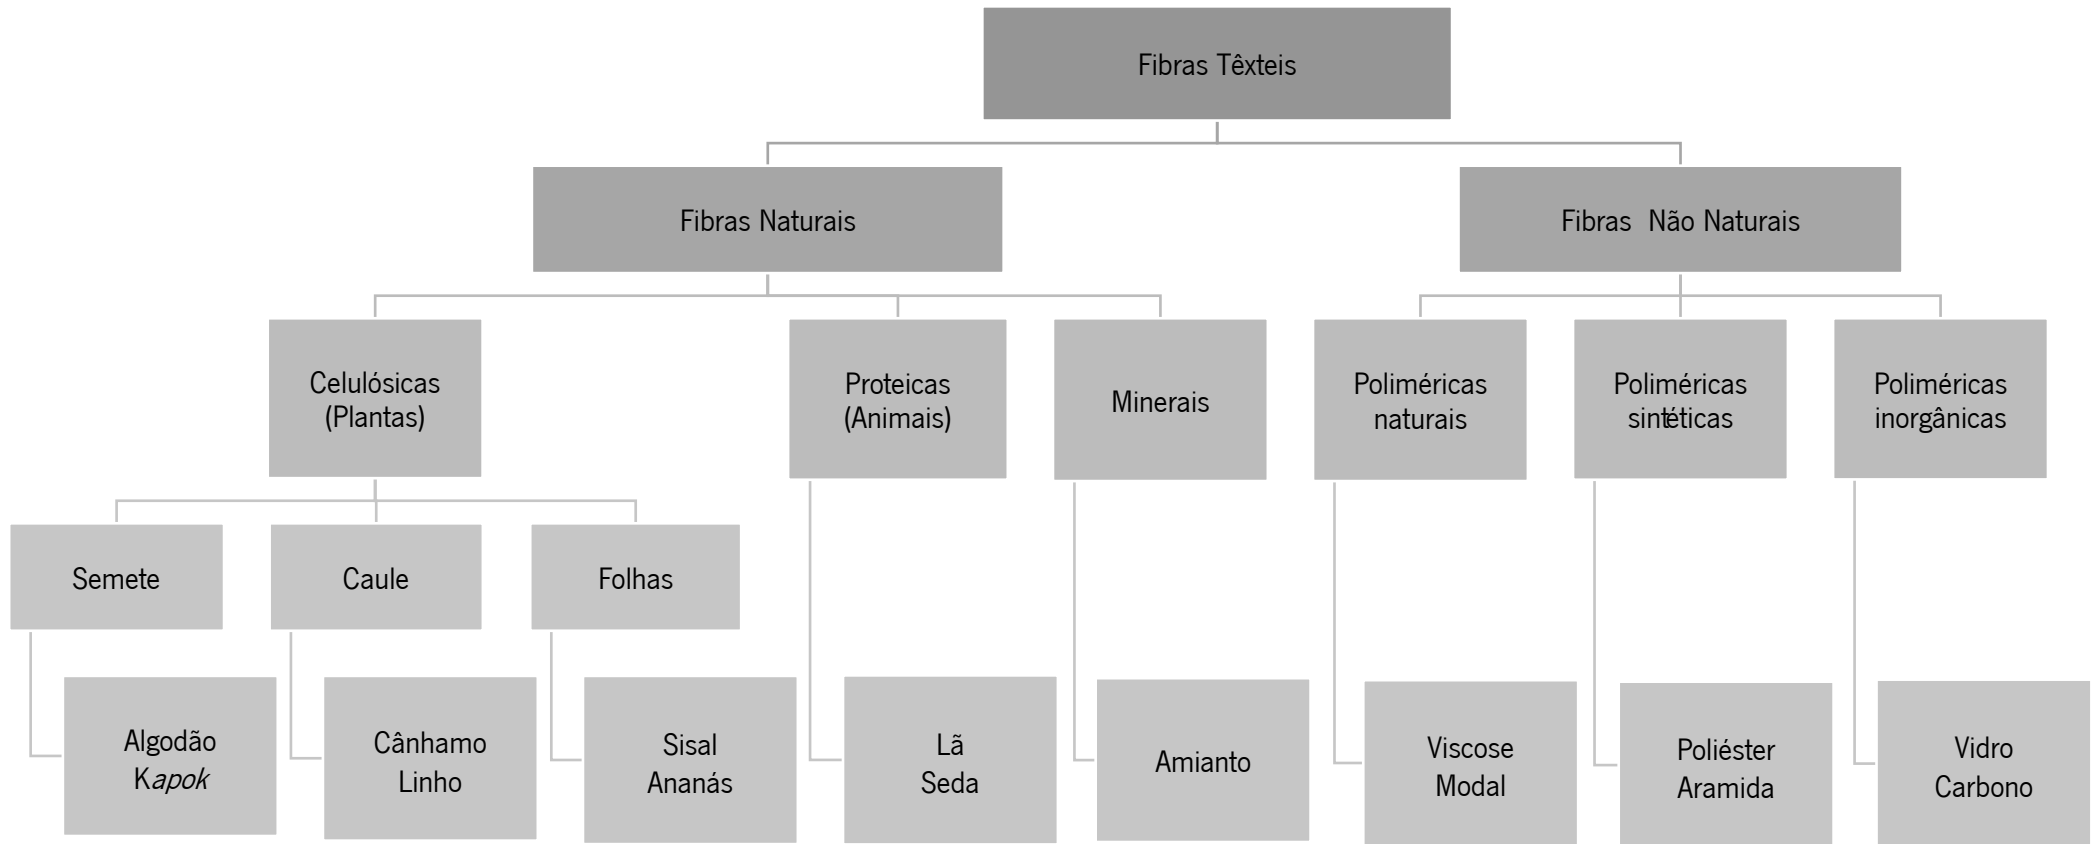 Fibras Têxteis
Fibras Naturais
Fibras Não Naturais
Celulósicas
(Plantas)
Proteicas
(Animais)
Minerais
Poliméricas
naturais
Poliméricas
sintéticas
Poliméricas
inorgânicas
Semete
Caule
Folhas
Algodão
Kapok
Cânhamo
Linho
Sisal
Ananás
Lã
Seda
Amianto
Viscose
Modal
Poliéster
Aramida
Vidro
Carbono